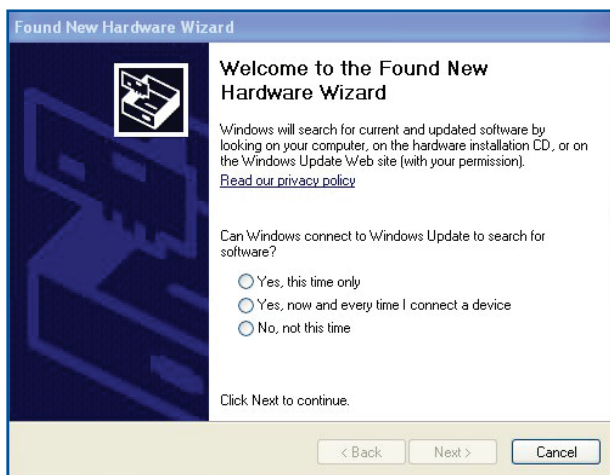 Found New Hardware Wizard
Welcome to the Found New
Hardware Wizard
Windows will search for current and updated software by
looking on your computer, on the hardware installation CD, or on
the Windows Update Web site (with your permission).
Read our privacy policy
Can Windows connect to Windows Update to search for
software?
Yes, this time only
Yes, now and every time I connect a device
No, not this time
Click Next to continue.
< Back Next > Cancel